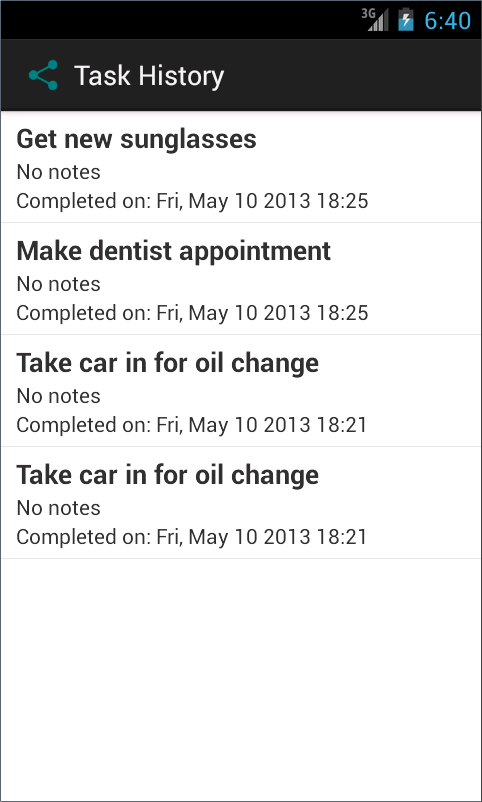 3G 6:40
Task History
Get new sunglasses
No notes
Completed on: Fri, May 10 2013 18:25
Make dentist appointment
No notes
Completed on: Fri, May 10 2013 18:25
Take car in for oil change
No notes
Completed on: Fri, May 10 2013 18:21
Take car in for oil change
No notes
Completed on: Fri, May 10 2013 18:21